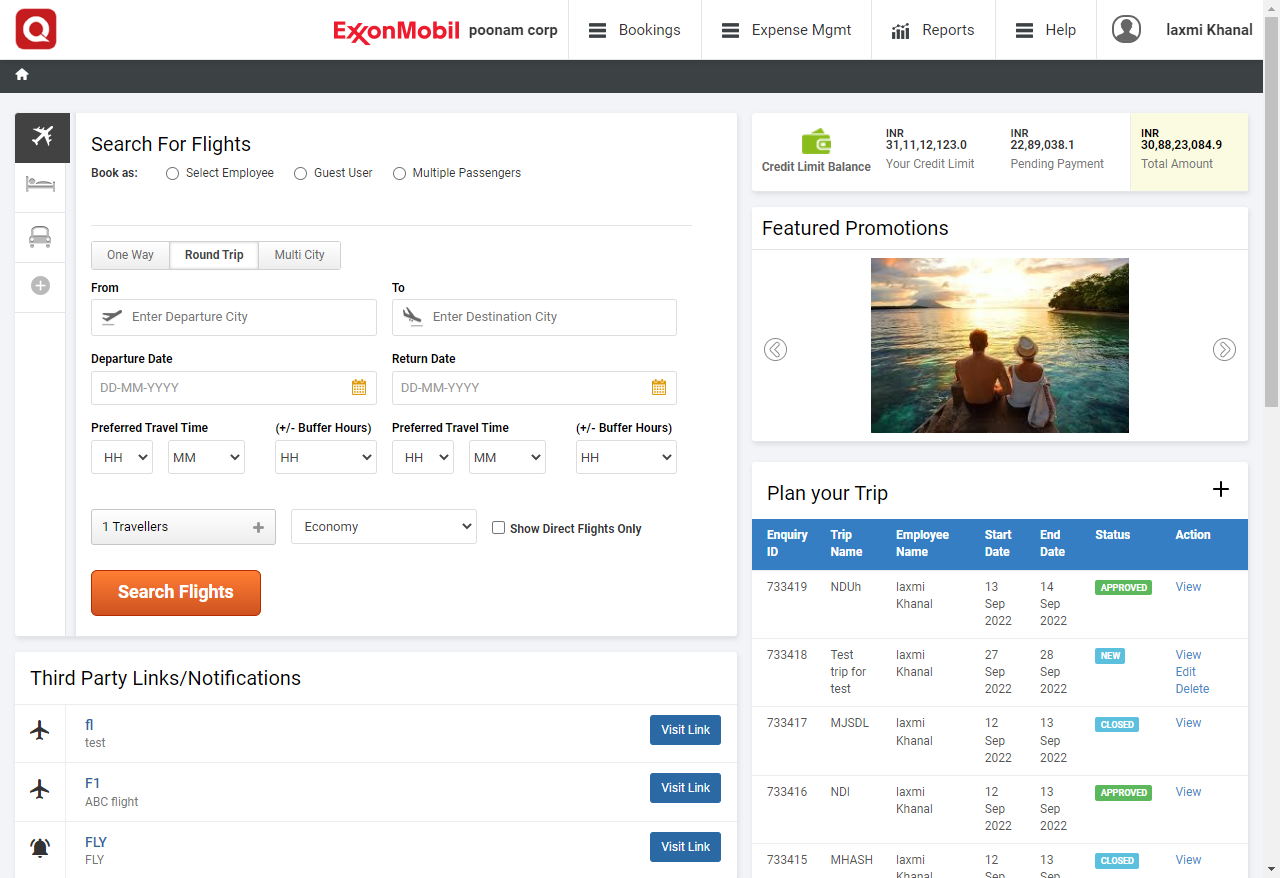 Q
ExxonMobil poonam corp
Bookings
Expense Mgmt
Reports
Help
laxmi Khanal
Search For Flights
Book as: Select Employee Guest User Multiple Passengers
One Way Round Trip Multi City
From To
Enter Departure City Enter Destination City
Departure Date Return Date
DD-MM-YYYY DD-MM-YYYY
Preferred Travel Time (+/- Buffer Hours) Preferred Travel Time (+/- Buffer Hours)
HH MM HH HH MM HH
1 Travellers Economy Show Direct Flights Only
Search Flights
Third Party Links/Notifications
fl
test
Visit Link
F1
ABC flight
Visit Link
FLY
FLY
Visit Link
Credit Limit Balance
INR
31,11,12,123.0
Your Credit Limit
INR
22,89,038.1
Pending Payment
INR
30,88,23,084.9
Total Amount
Featured Promotions
Plan your Trip
Enquiry Trip Employee Start End Status Action
ID Name Name Date Date
733419 NDUh laxmi 13 14 APPROVED View
Khanal Sep Sep
2022 2022
733418 Test laxmi 27 28 NEW View
trip for Khanal Sep Sep Edit
test 2022 2022 Delete
733417 MJSDL laxmi 12 13 CLOSED View
Khanal Sep Sep
2022 2022
733416 NDI laxmi 12 13 APPROVED View
Khanal Sep Sep
2022 2022
733415 MHASH laxmi 12 13 CLOSED View
Khanal Sep Sep